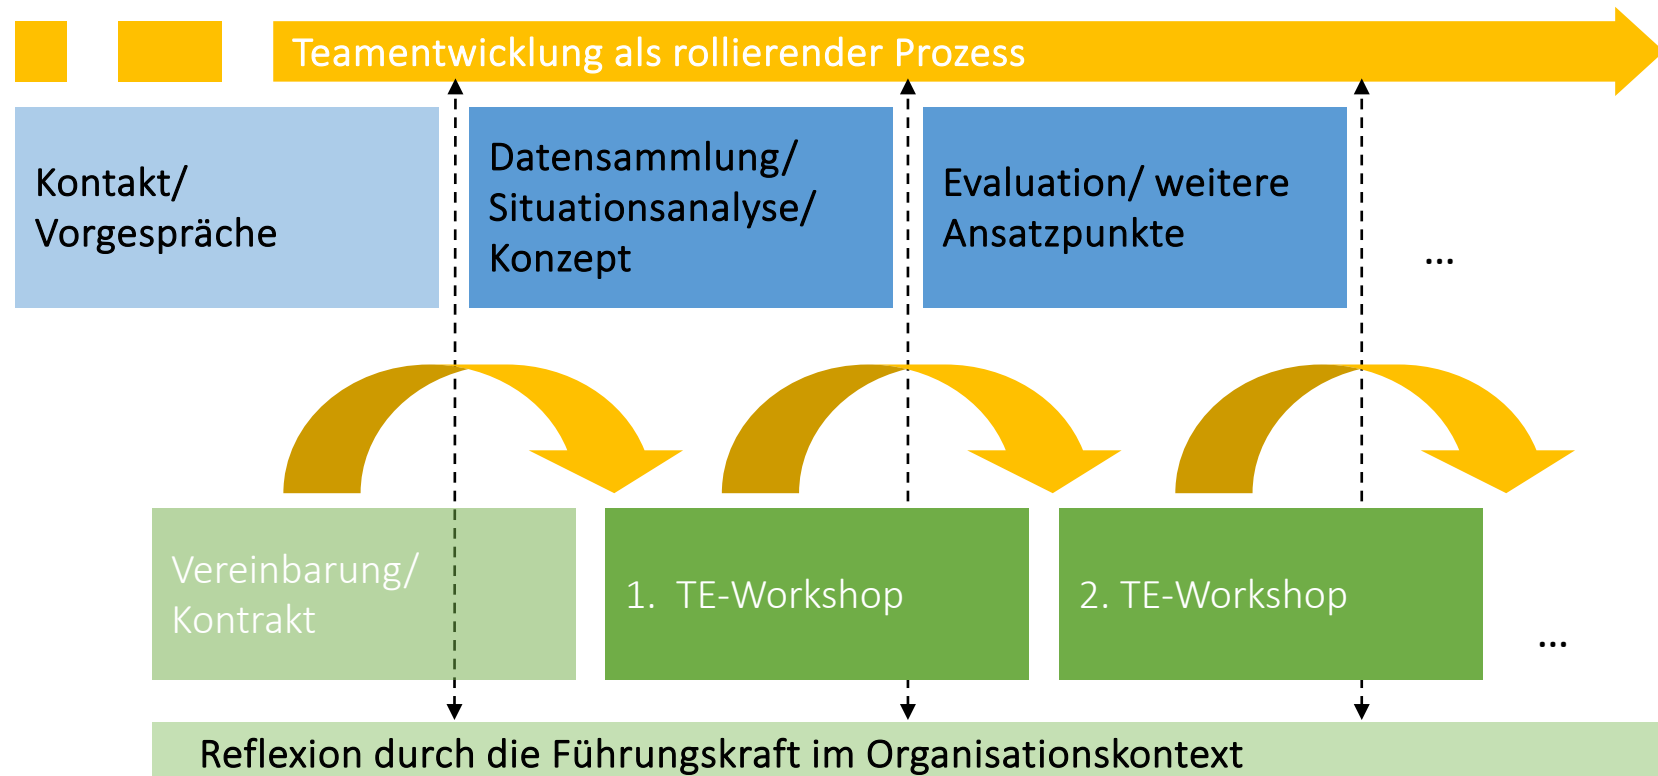 Teamentwicklung als rollierender Prozess
Kontakt/
Vorgespräche
Datensammlung/
Situationsanalyse/
Konzept
Evaluation/ weitere
Ansatzpunkte
...
Vereinbarung/
Kontrakt
1. TE-Workshop
2. TE-Workshop
...
Reflexion durch die Führungskraft im Organisationskontext